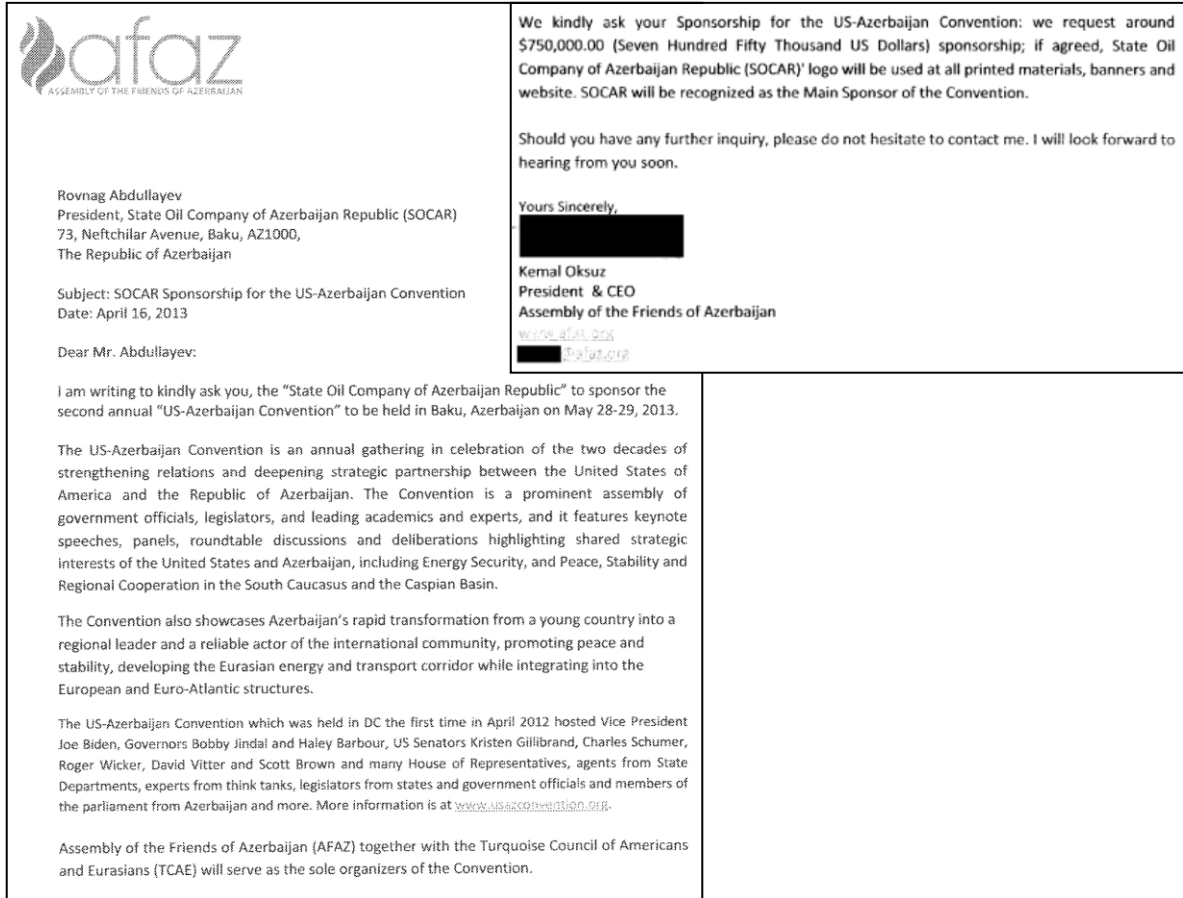 afaz
ASSEMBLY OF THE FRIENDS OF AZERBAIJAN
Rovnag Abdullayev
President, State Oil Company of Azerbaijan Republic (SOCAR)
73, Neftchilar Avenue, Baku, AZ1000,
The Republic of Azerbaijan
Subject: SOCAR Sponsorship for the US-Azerbaijan Convention
Date: April 16, 2013
Dear Mr. Abdullayev:
I am writing to kindly ask you, the “State Oil Company of Azerbaijan Republic” to sponsor the
second annual “US-Azerbaijan Convention” to be held in Baku, Azerbaijan on May 28-29, 2013.
The US-Azerbaijan Convention is an annual gathering in celebration of the two decades of
strengthening relations and deepening strategic partnership between the United States of
America and the Republic of Azerbaijan. The Convention is a prominent assembly of
government officials, legislators, and leading academics and experts, and it features keynote
speeches, panels, roundtable discussions and deliberations highlighting shared strategic
interests of the United States and Azerbaijan, including Energy Security, and Peace, Stability and
Regional Cooperation in the South Caucasus and the Caspian Basin.
The Convention also showcases Azerbaijan’s rapid transformation from a young country into a
regional leader and a reliable actor of the international community, promoting peace and
stability, developing the Eurasian energy and transport corridor while integrating into the
European and Euro-Atlantic structures.
The US-Azerbaijan Convention which was held in DC the first time in April 2012 hosted Vice President
Joe Biden, Governors Bobby Jindal and Haley Barbour, US Senators Kristen Gillibrand, Charles Schumer,
Roger Wicker, David Vitter and Scott Brown and many House of Representatives, agents from State
Departments, experts from think tanks, legislators from states and government officials and members of
the parliament from Azerbaijan and more. More information is at www.usazconvention.org.
Assembly of the Friends of Azerbaijan (AFAZ) together with the Turquoise Council of Americans
and Eurasians (TCAE) will serve as the sole organizers of the Convention.
We kindly ask your Sponsorship for the US-Azerbaijan Convention: we request around
$750,000.00 (Seven Hundred Fifty Thousand US Dollars) sponsorship; if agreed, State Oil
Company of Azerbaijan Republic (SOCAR)' logo will be used at all printed materials, banners and
website. SOCAR will be recognized as the Main Sponsor of the Convention.
Should you have any further inquiry, please do not hesitate to contact me. I will look forward to
hearing from you soon.
Yours Sincerely,
Kemal Oksuz
President & CEO
Assembly of the Friends of Azerbaijan
www.afaz.org
@afaz.org